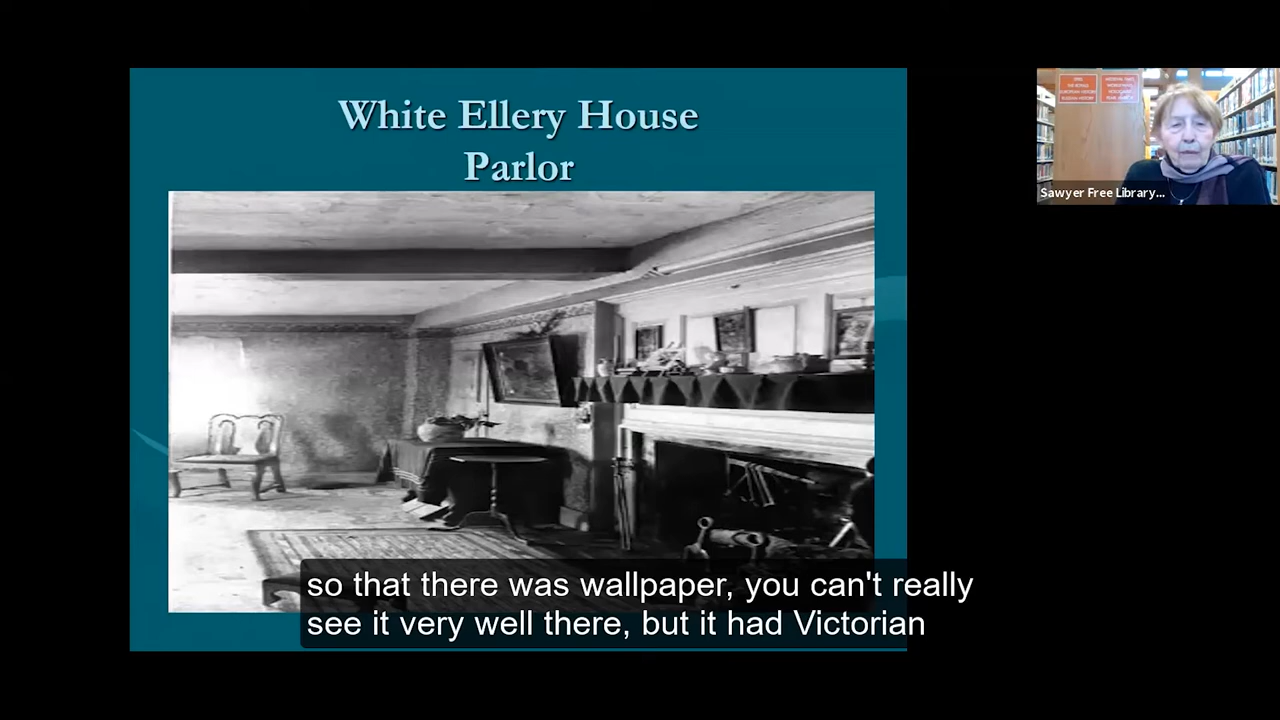 White Ellery House
Parlor
Sawyer Free Library...
so that there was wallpaper, you can't really
see it very well there, but it had Victorian